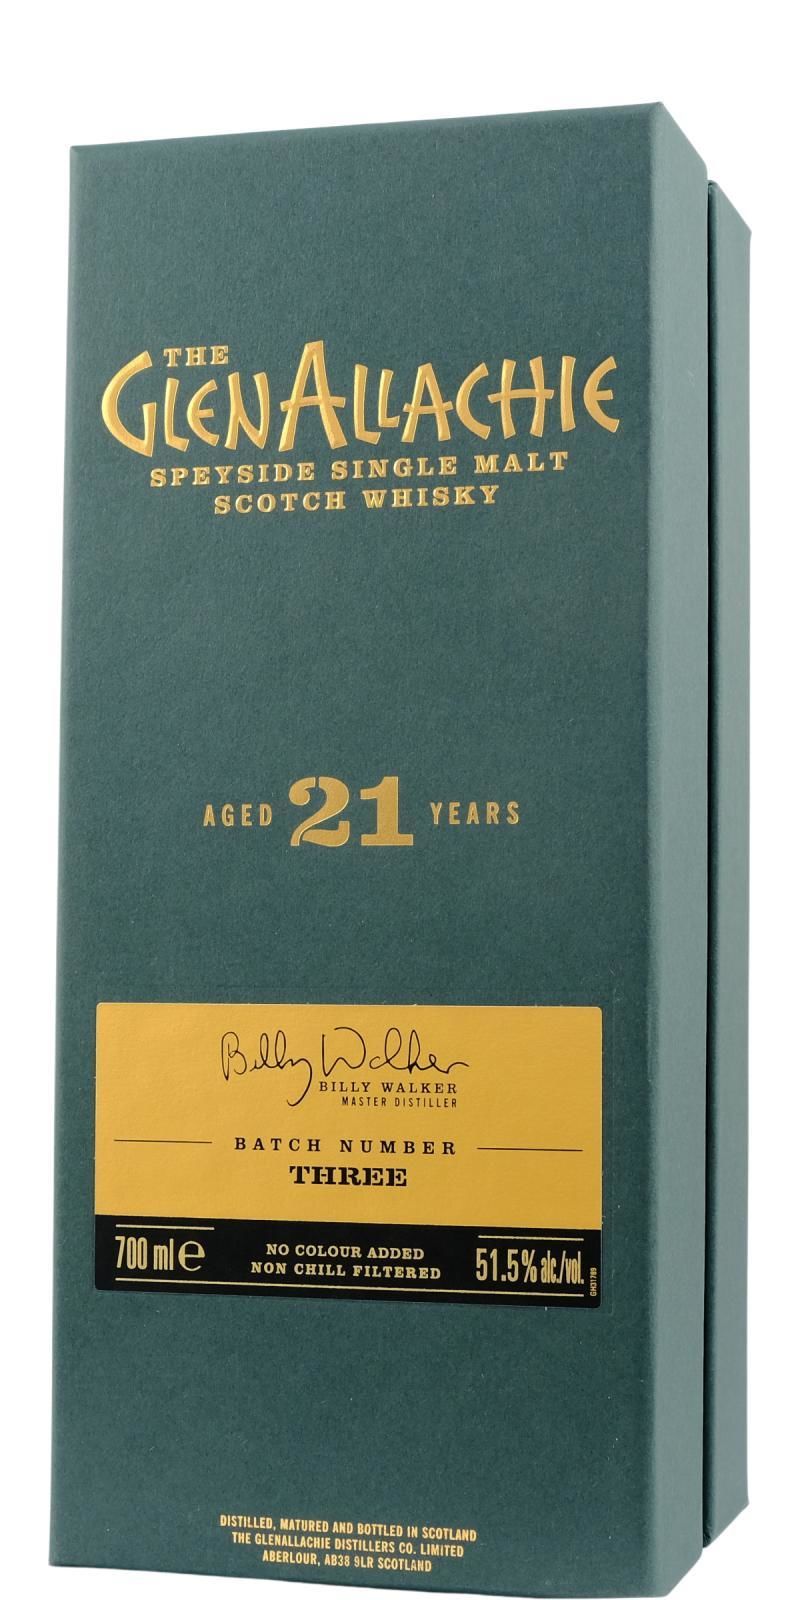 THE
GLENALLACHIE
SPEYSIDE SINGLE MALT
SCOTCH WHISKY
AGED 21 YEARS
Billy Walker
BILLY WALKER
MASTER DISTILLER
BATCH NUMBER
THREE
700 ml e
NO COLOUR ADDED
NON CHILL FILTERED
51.5% alc./vol.
GH31789
DISTILLED, MATURED AND BOTTLED IN SCOTLAND
THE GLENALLACHIE DISTILLERS CO. LIMITED
ABERLOUR, AB38 9LR SCOTLAND